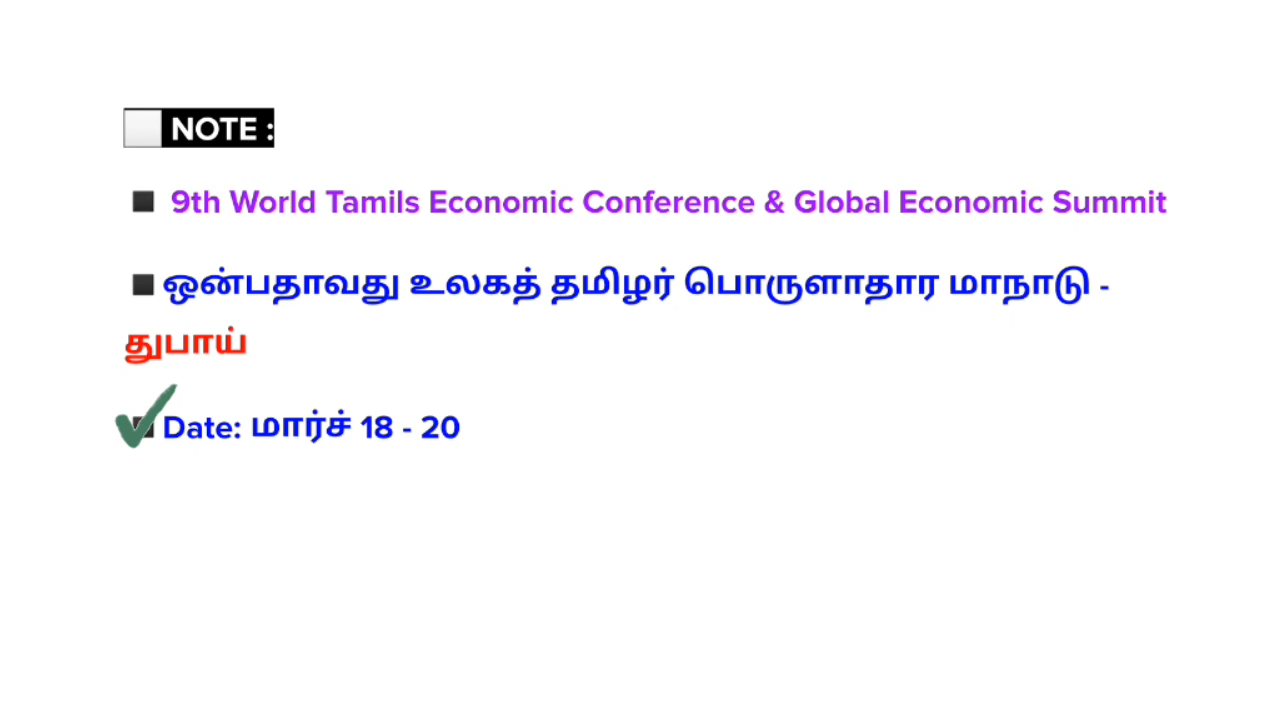 NOTE :
9th World Tamils Economic Conference & Global Economic Summit
ஒன்பதாவது உலகத் தமிழர் பொருளாதார மாநாடு -
துபாய்
Date: மார்ச் 18 - 20